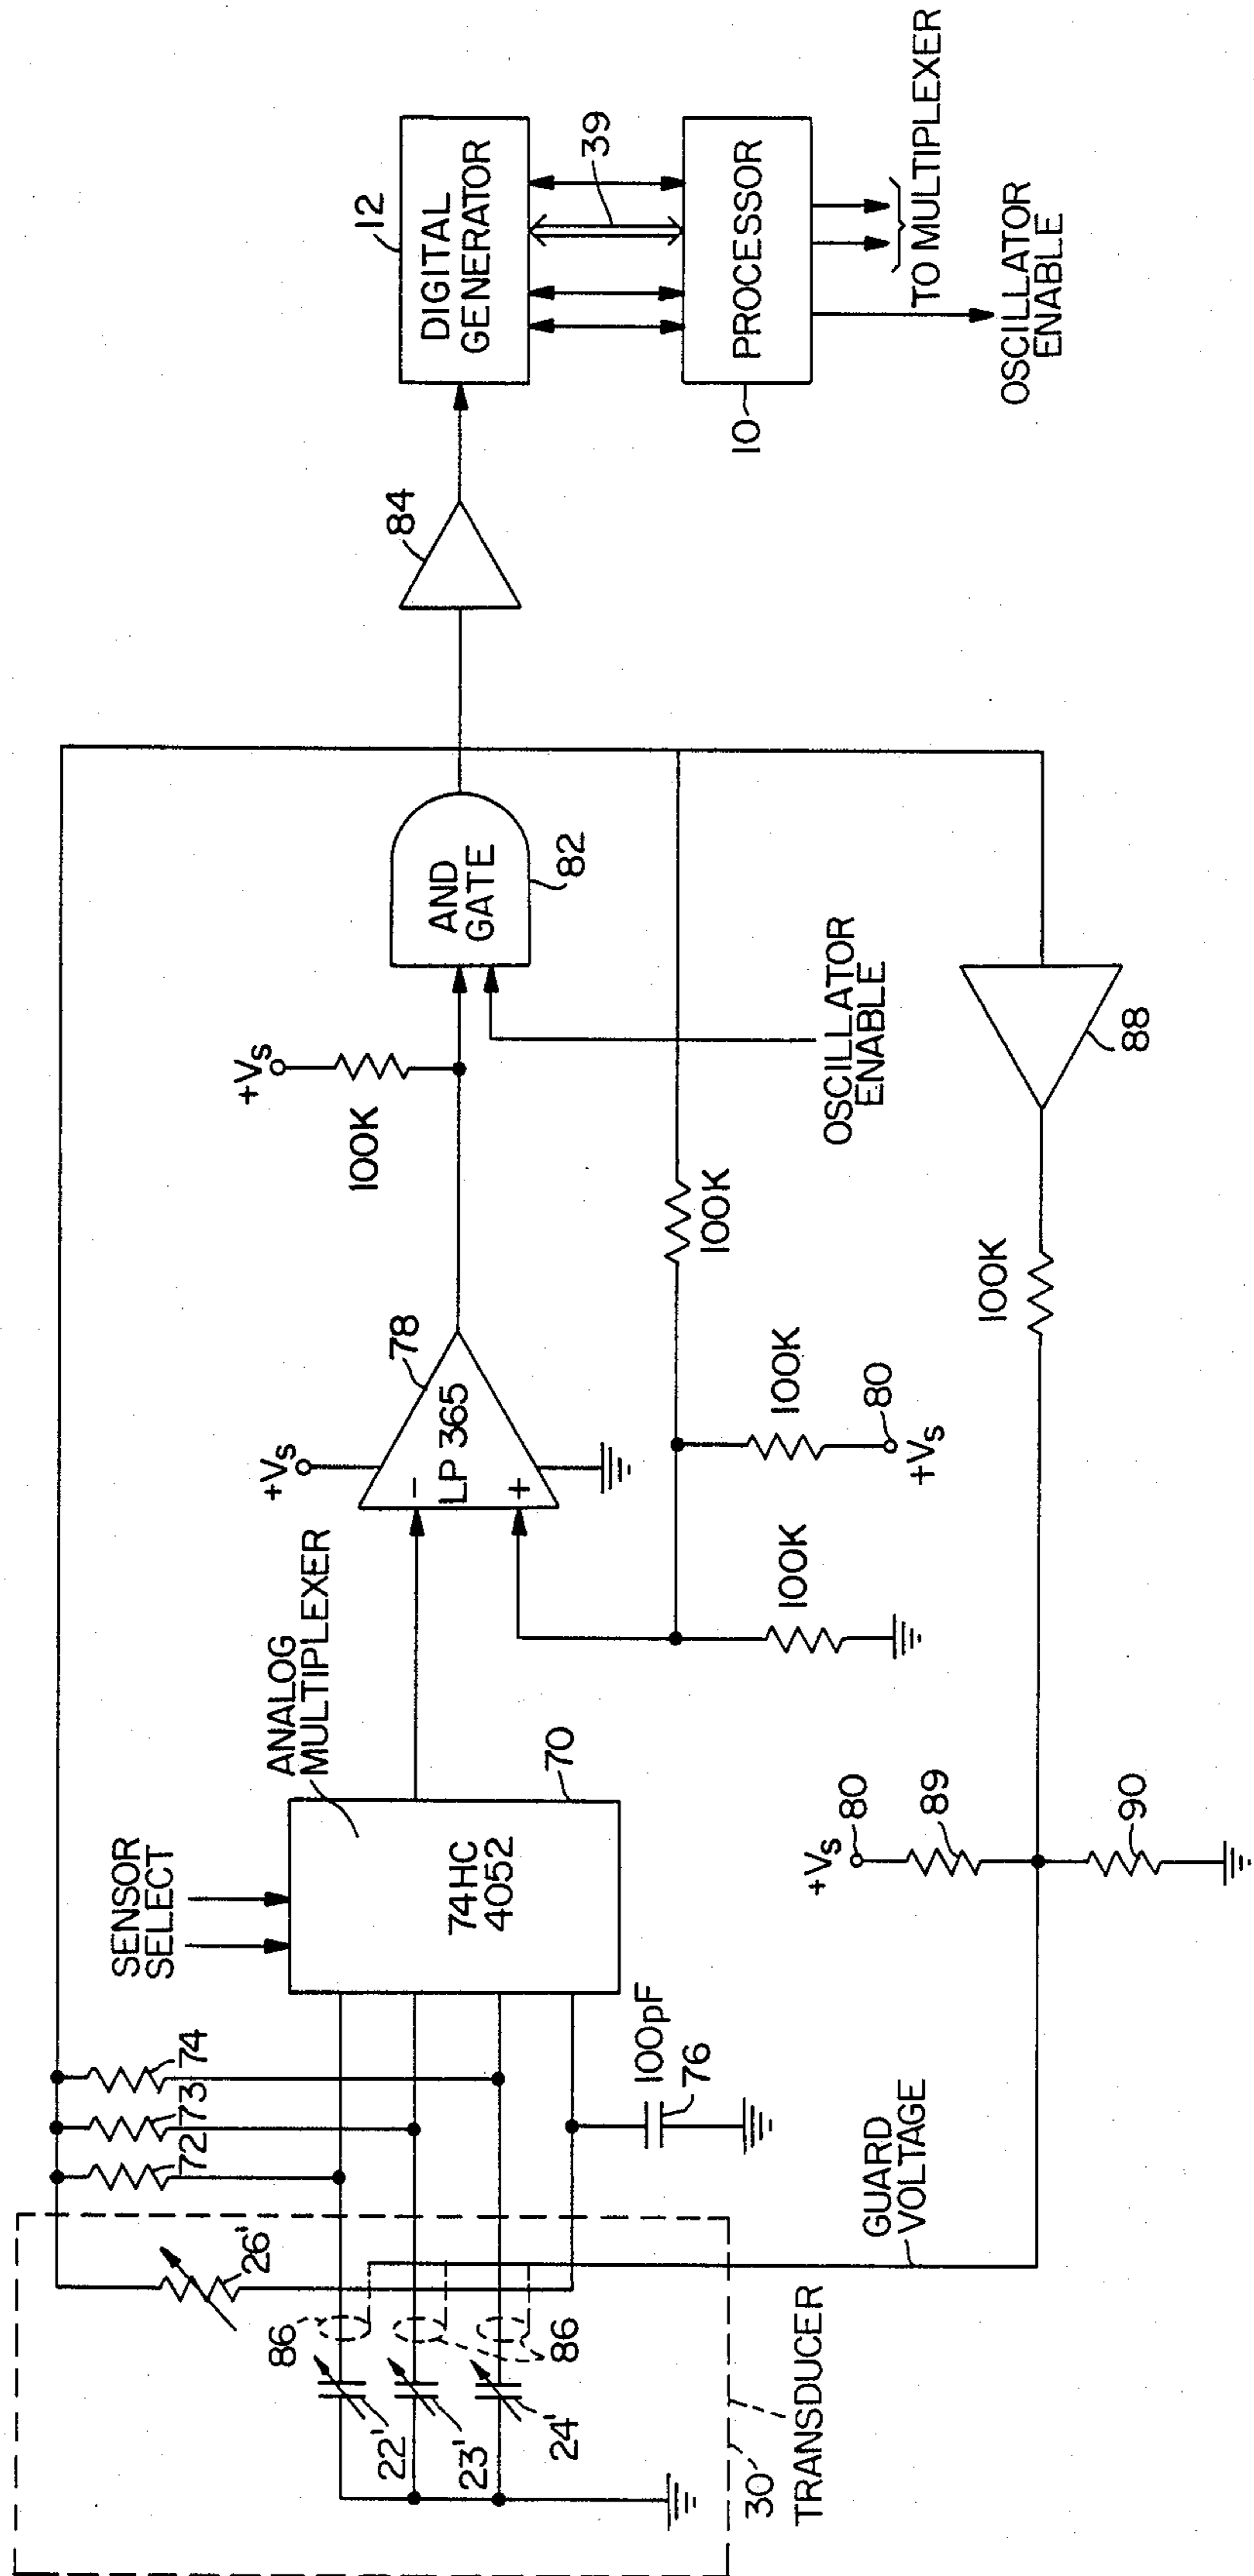 SENSOR
SELECT
ANALOG
MULTIPLEXER
74HC
4052
70
72
73
74
26'
86
22'
23'
24'
86
30
TRANSDUCER
100pF
76
GUARD
VOLTAGE
+Vs
78
LP 365
-
+
+Vs
100K
AND
GATE
82
OSCILLATOR
ENABLE
100K
100K
100K
80
+Vs
+Vs
80
89
90
100K
88
84
12
DIGITAL
GENERATOR
39
PROCESSOR
10
TO MULTIPLEXER
OSCILLATOR
ENABLE